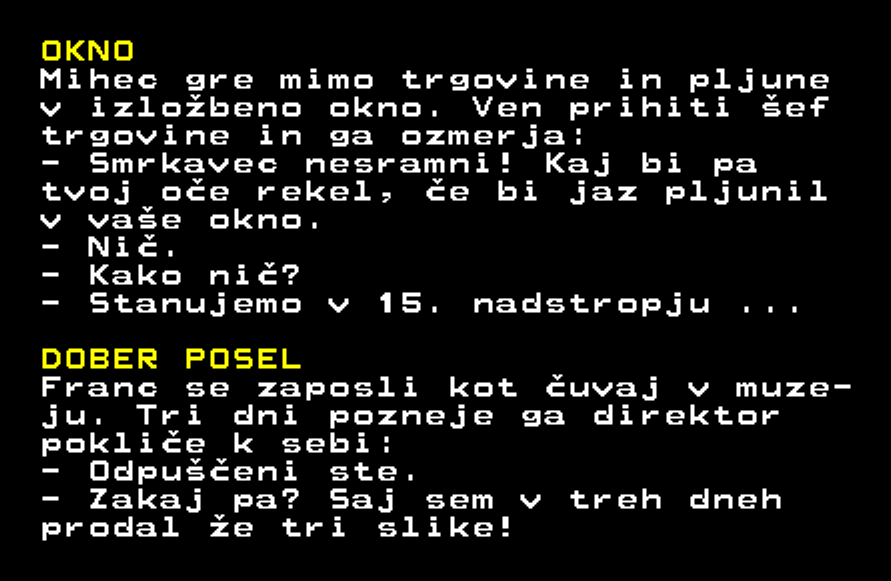 OKNO
Mihec gre mimo trgovine in pljune
v izložbeno okno. Ven prihiti šef
trgovine in ga ozmerja:
- Smrkavec nesramni! Kaj bi pa
tvoj oče rekel, če bi jaz pljunil
v vaše okno.
- Nič.
- Kako nič?
- Stanujemo v 15. nadstropju ...
DOBER POSEL
Franc se zaposli kot čuvaj v muze-
ju. Tri dni pozneje ga direktor
pokliče k sebi:
- Odpuščeni ste.
- Zakaj pa? Saj sem v treh dneh
prodal že tri slike!